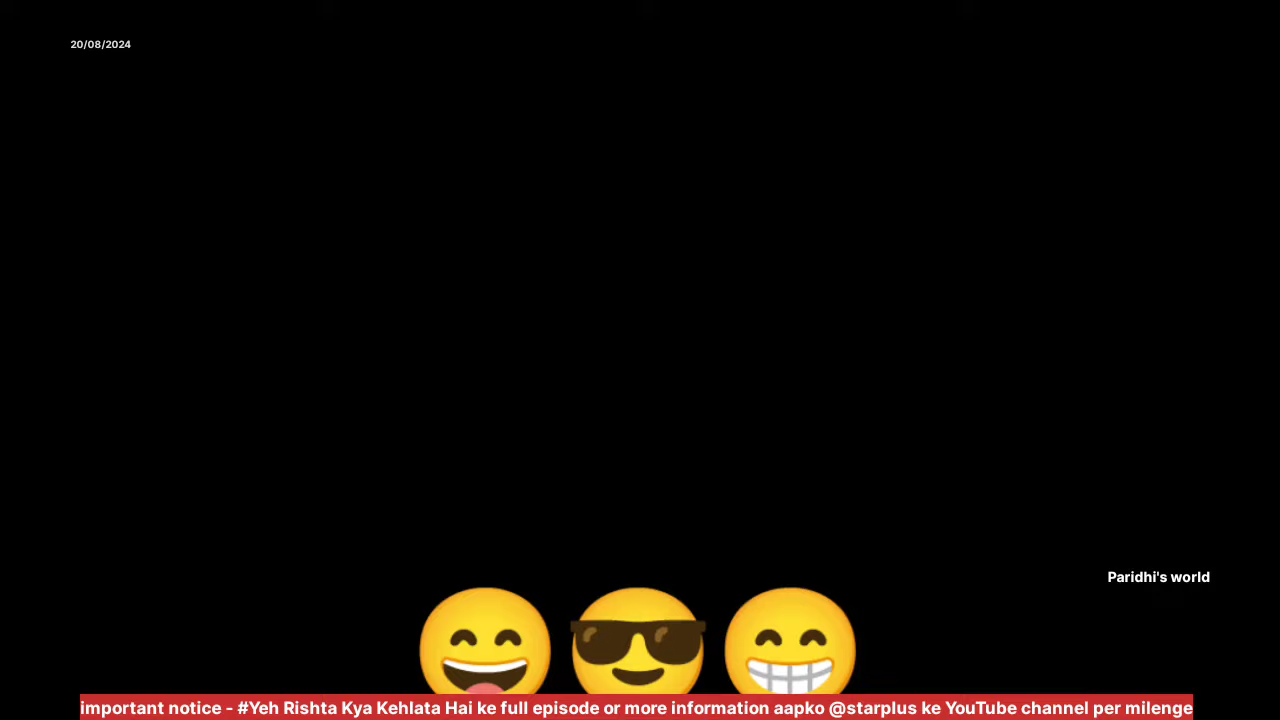 20/08/2024
Paridhi's world
important notice - #Yeh Rishta Kya Kehlata Hai ke full episode or more information aapko @starplus ke YouTube channel per milenge